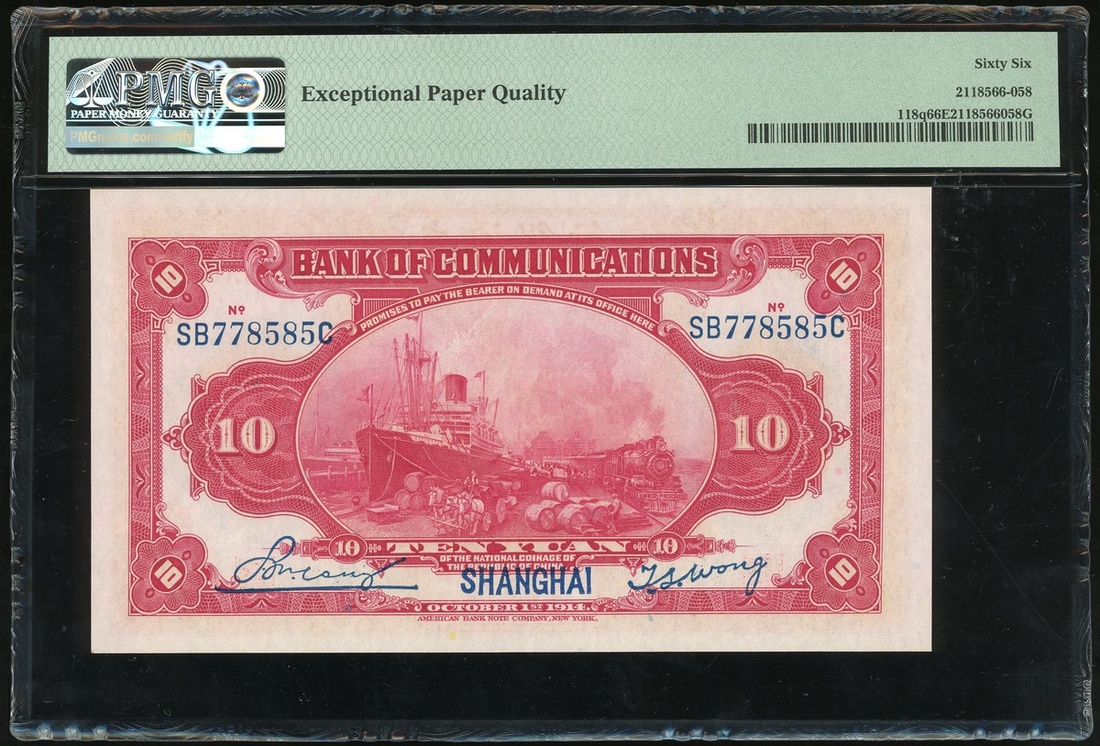 PMG
PAPER MONEY GUARANTY
Exceptional Paper Quality
Sixty Six
2118566-058
118q66E2118566058G
10
BANK OF COMMUNICATIONS
10
PROMISES TO PAY THE BEARER ON DEMAND AT ITS OFFICE HERE
Nº
SB778585C
Nº
SB778585C
10
10
10 TEN YUAN 10
OF THE NATIONAL COINAGE OF
THE REPUBLIC OF CHINA
SHANGHAI
T.S. Wong
10
10
OCTOBER 1ST 1914.
AMERICAN BANK NOTE COMPANY, NEW YORK.